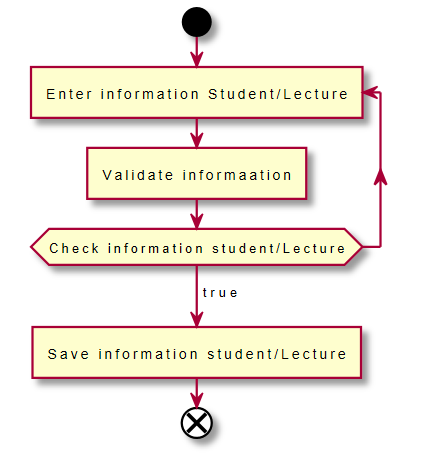 Enter information Student/Lecture
Validate informaation
Check information student/Lecture
true
Save information student/Lecture